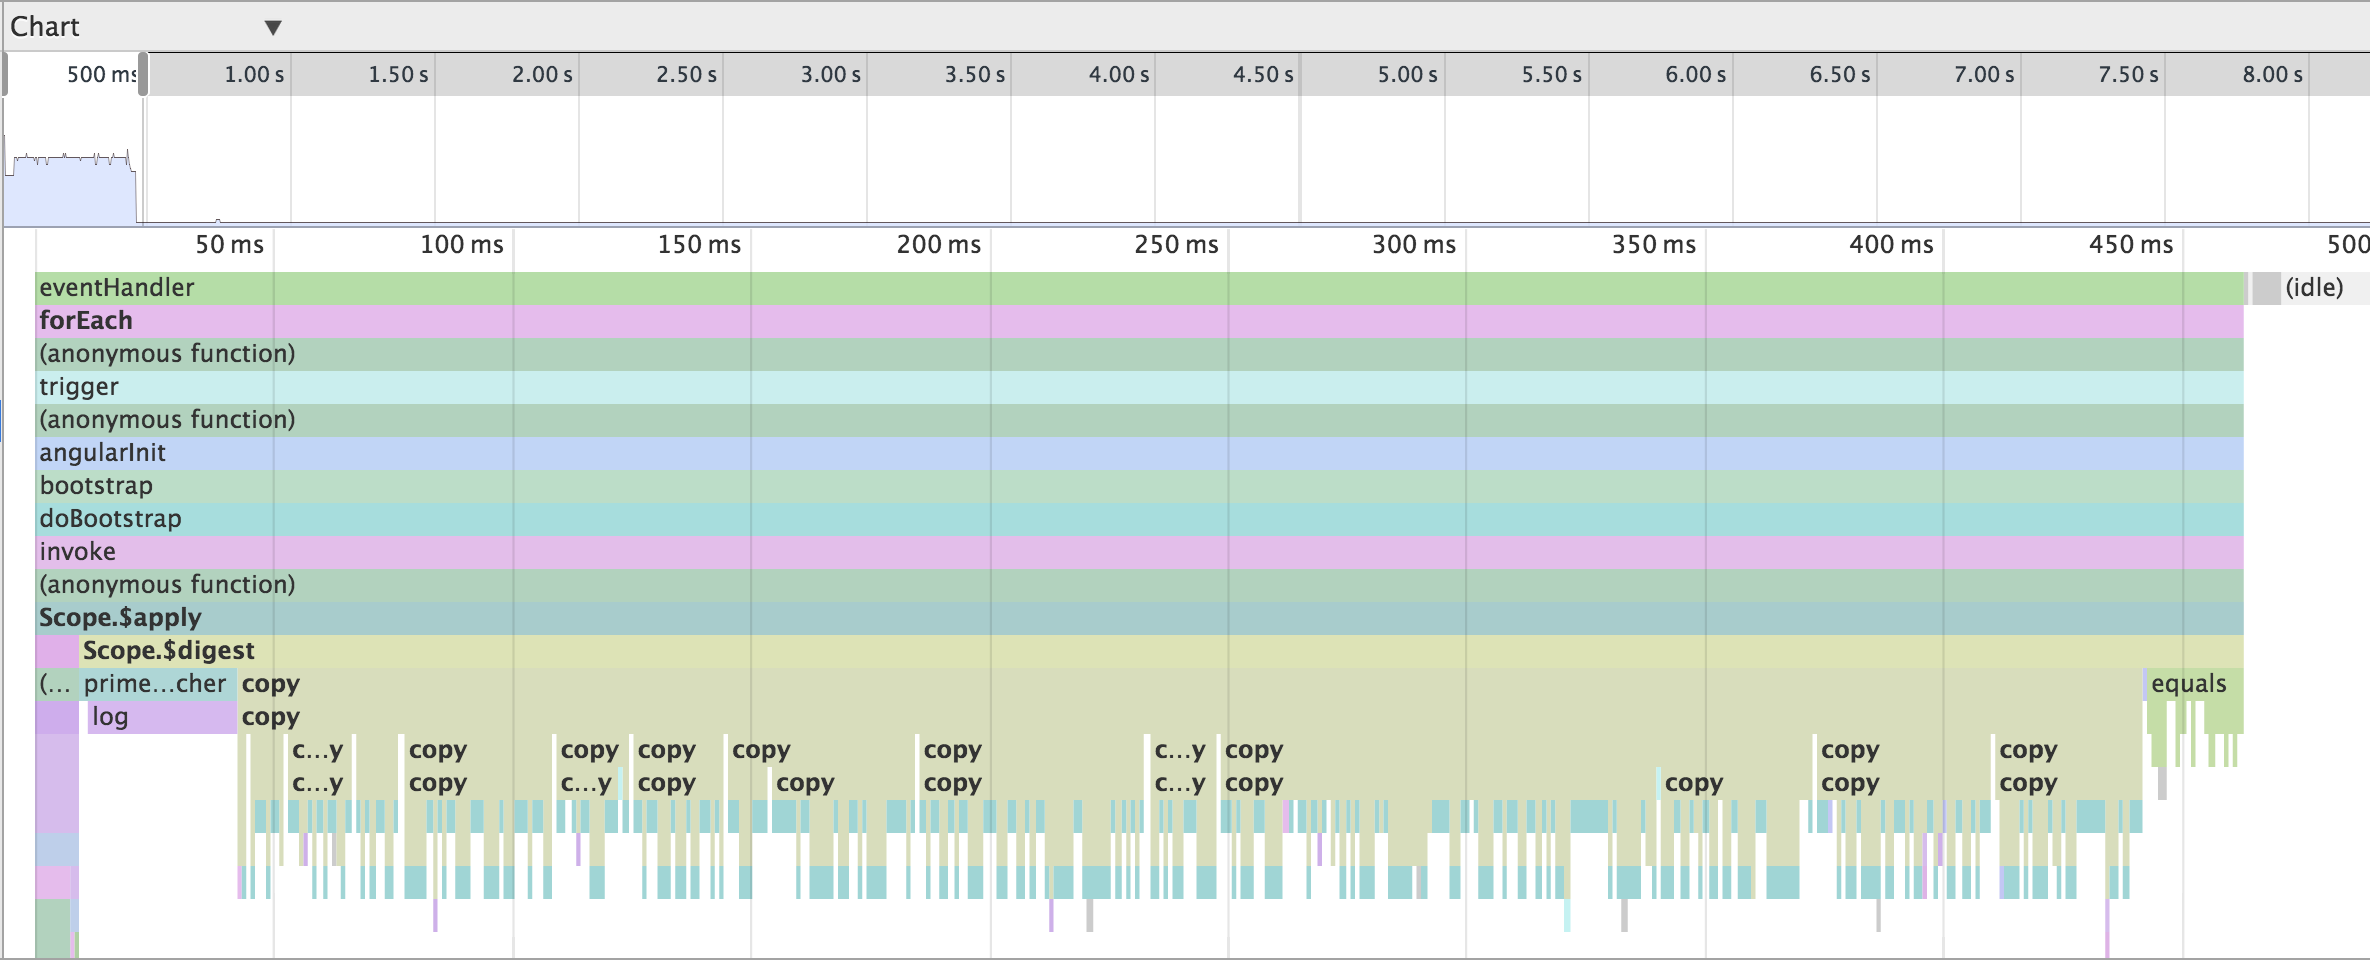 Chart ▼
500 ms 1.00 s 1.50 s 2.00 s 2.50 s 3.00 s 3.50 s 4.00 s 4.50 s 5.00 s 5.50 s 6.00 s 6.50 s 7.00 s 7.50 s 8.00 s
50 ms 100 ms 150 ms 200 ms 250 ms 300 ms 350 ms 400 ms 450 ms 500
eventHandler (idle)
forEach
(anonymous function)
trigger
(anonymous function)
angularInit
bootstrap
doBootstrap
invoke
(anonymous function)
Scope.$apply
Scope.$digest
(... prime...cher copy equals
log copy
c...y copy copy copy copy copy c...y copy copy copy
c...y copy c...y copy copy copy c...y copy copy copy copy